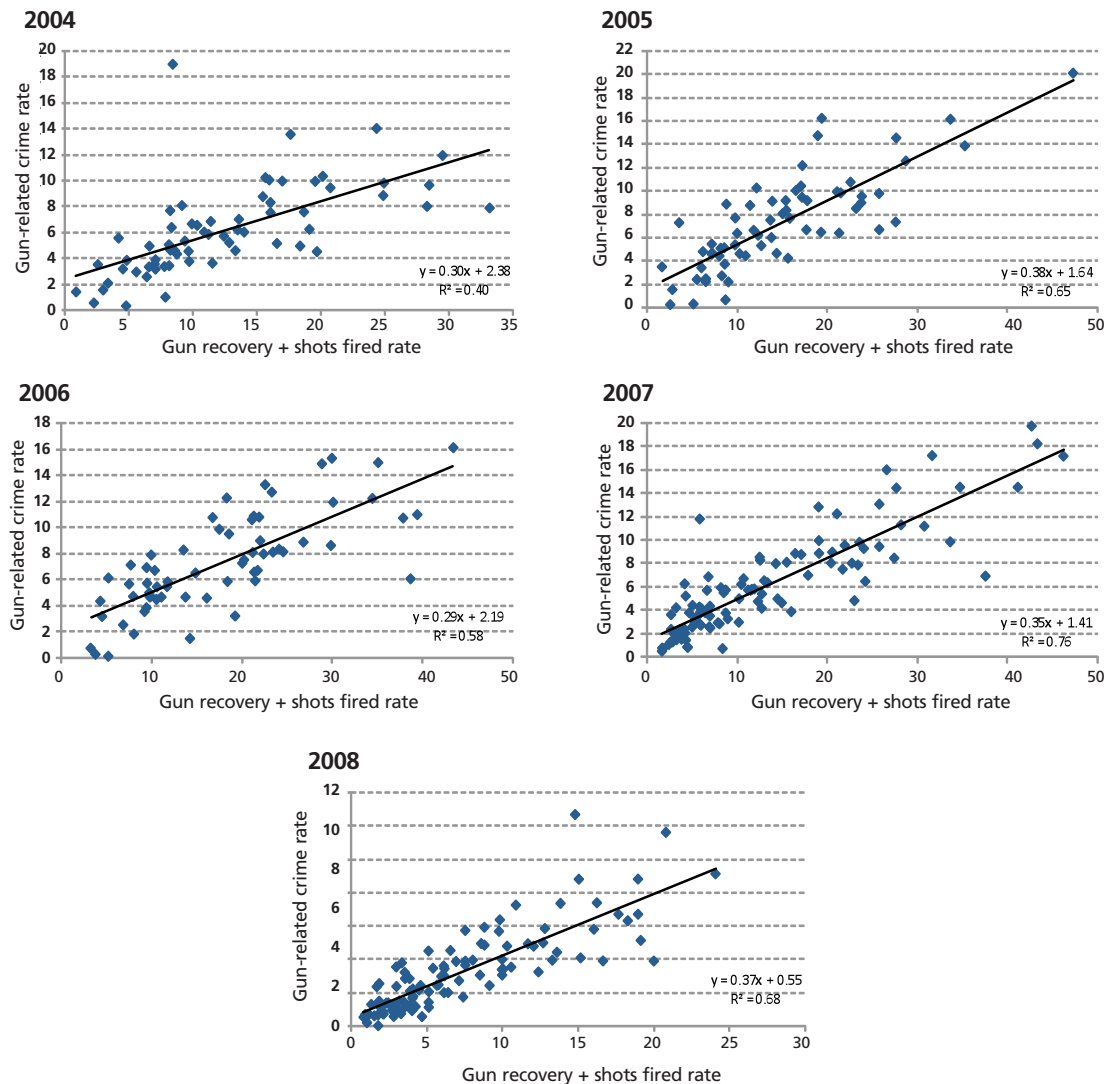 2004
20
18
16
14
12
10
8
6
4
2
0
Gun-related crime rate
y = 0.30x + 2.38
R² = 0.40
0 5 10 15 20 25 30 35
Gun recovery + shots fired rate
2005
22
20
18
16
14
12
10
8
6
4
2
0
Gun-related crime rate
y = 0.38x + 1.64
R² = 0.65
0 10 20 30 40 50
Gun recovery + shots fired rate
2006
18
16
14
12
10
8
6
4
2
0
Gun-related crime rate
y = 0.29x + 2.19
R² = 0.58
0 10 20 30 40 50
Gun recovery + shots fired rate
2007
20
18
16
14
12
10
8
6
4
2
0
Gun-related crime rate
y = 0.35x + 1.41
R² = 0.76
0 10 20 30 40 50
Gun recovery + shots fired rate
2008
12
10
8
6
4
2
0
Gun-related crime rate
y = 0.37x + 0.55
R² = 0.68
0 5 10 15 20 25 30
Gun recovery + shots fired rate